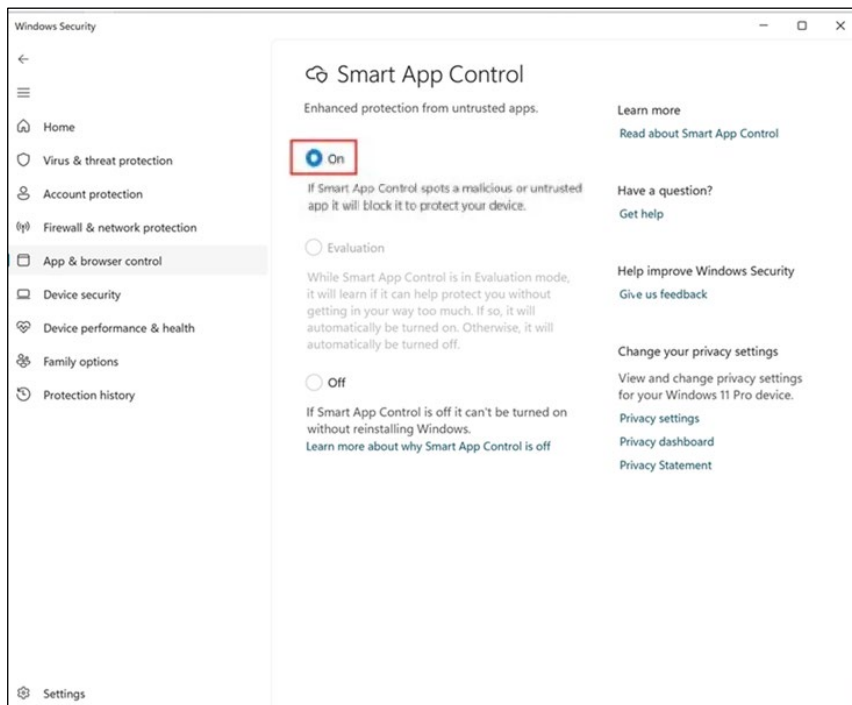 Windows Security
Home
Virus & threat protection
Account protection
Firewall & network protection
App & browser control
Device security
Device performance & health
Family options
Protection history
Settings
Smart App Control
Enhanced protection from untrusted apps.
On
If Smart App Control spots a malicious or untrusted
app it will block it to protect your device.
Evaluation
While Smart App Control is in Evaluation mode,
it will learn if it can help protect you without
getting in your way too much. If so, it will
automatically be turned on. Otherwise, it will
automatically be turned off.
Off
If Smart App Control is off it can't be turned on
without reinstalling Windows.
Learn more about why Smart App Control is off
Learn more
Read about Smart App Control
Have a question?
Get help
Help improve Windows Security
Give us feedback
Change your privacy settings
View and change privacy settings
for your Windows 11 Pro device.
Privacy settings
Privacy dashboard
Privacy Statement